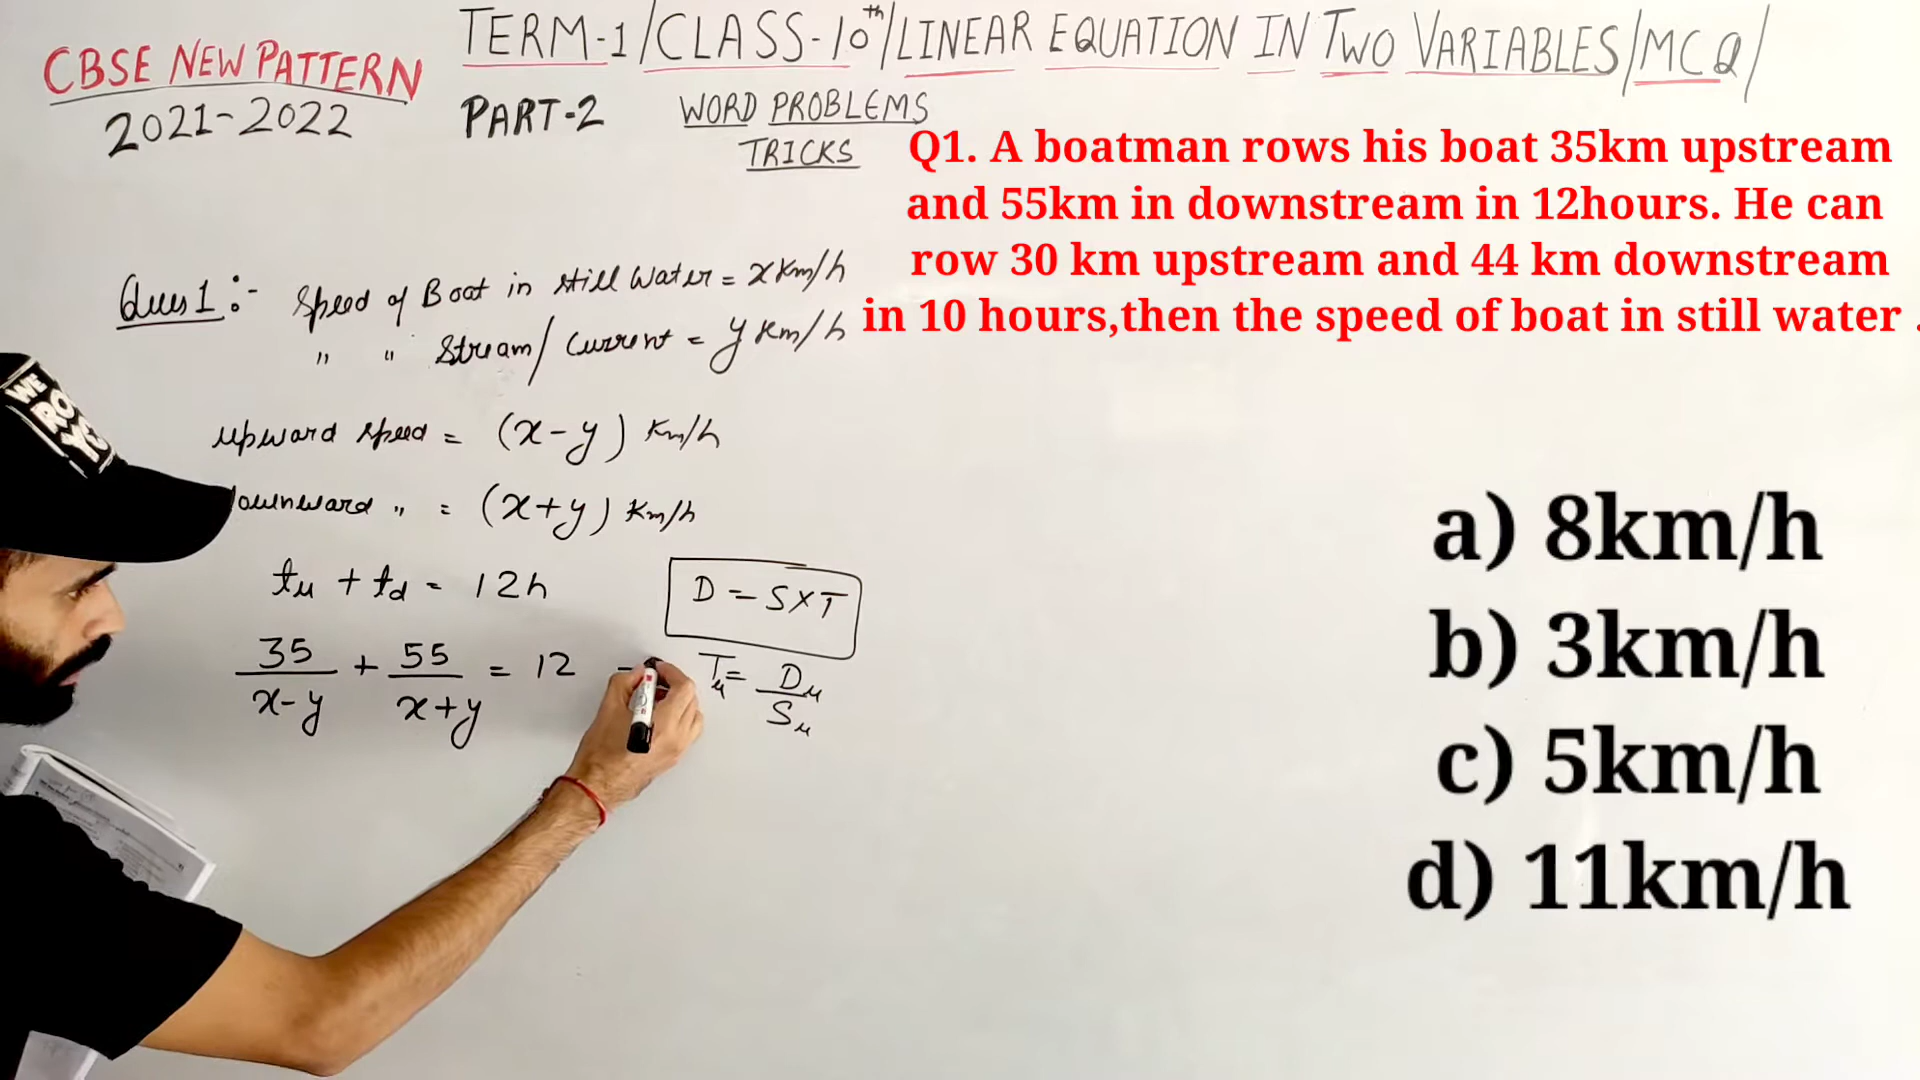 TERM-1/CLASS-10th/LINEAR EQUATION IN TWO VARIABLES/MCQ/
CBSE NEW PATTERN
2021-2022
PART-2
WORD PROBLEMS
TRICKS
Q1. A boatman rows his boat 35km upstream
and 55km in downstream in 12hours. He can
row 30 km upstream and 44 km downstream
in 10 hours,then the speed of boat in still water .
Ques 1:- Speed of Boat in still Water = x km/h
" " Stream/Current = y km/h
upward speed = (x-y) Km/h
ownward " = (x+y) Km/h
tu + td = 12h
D = S×T
35/x-y + 55/x+y = 12
Tu = Du/Su
WE
RO
YO
a) 8km/h
b) 3km/h
c) 5km/h
d) 11km/h